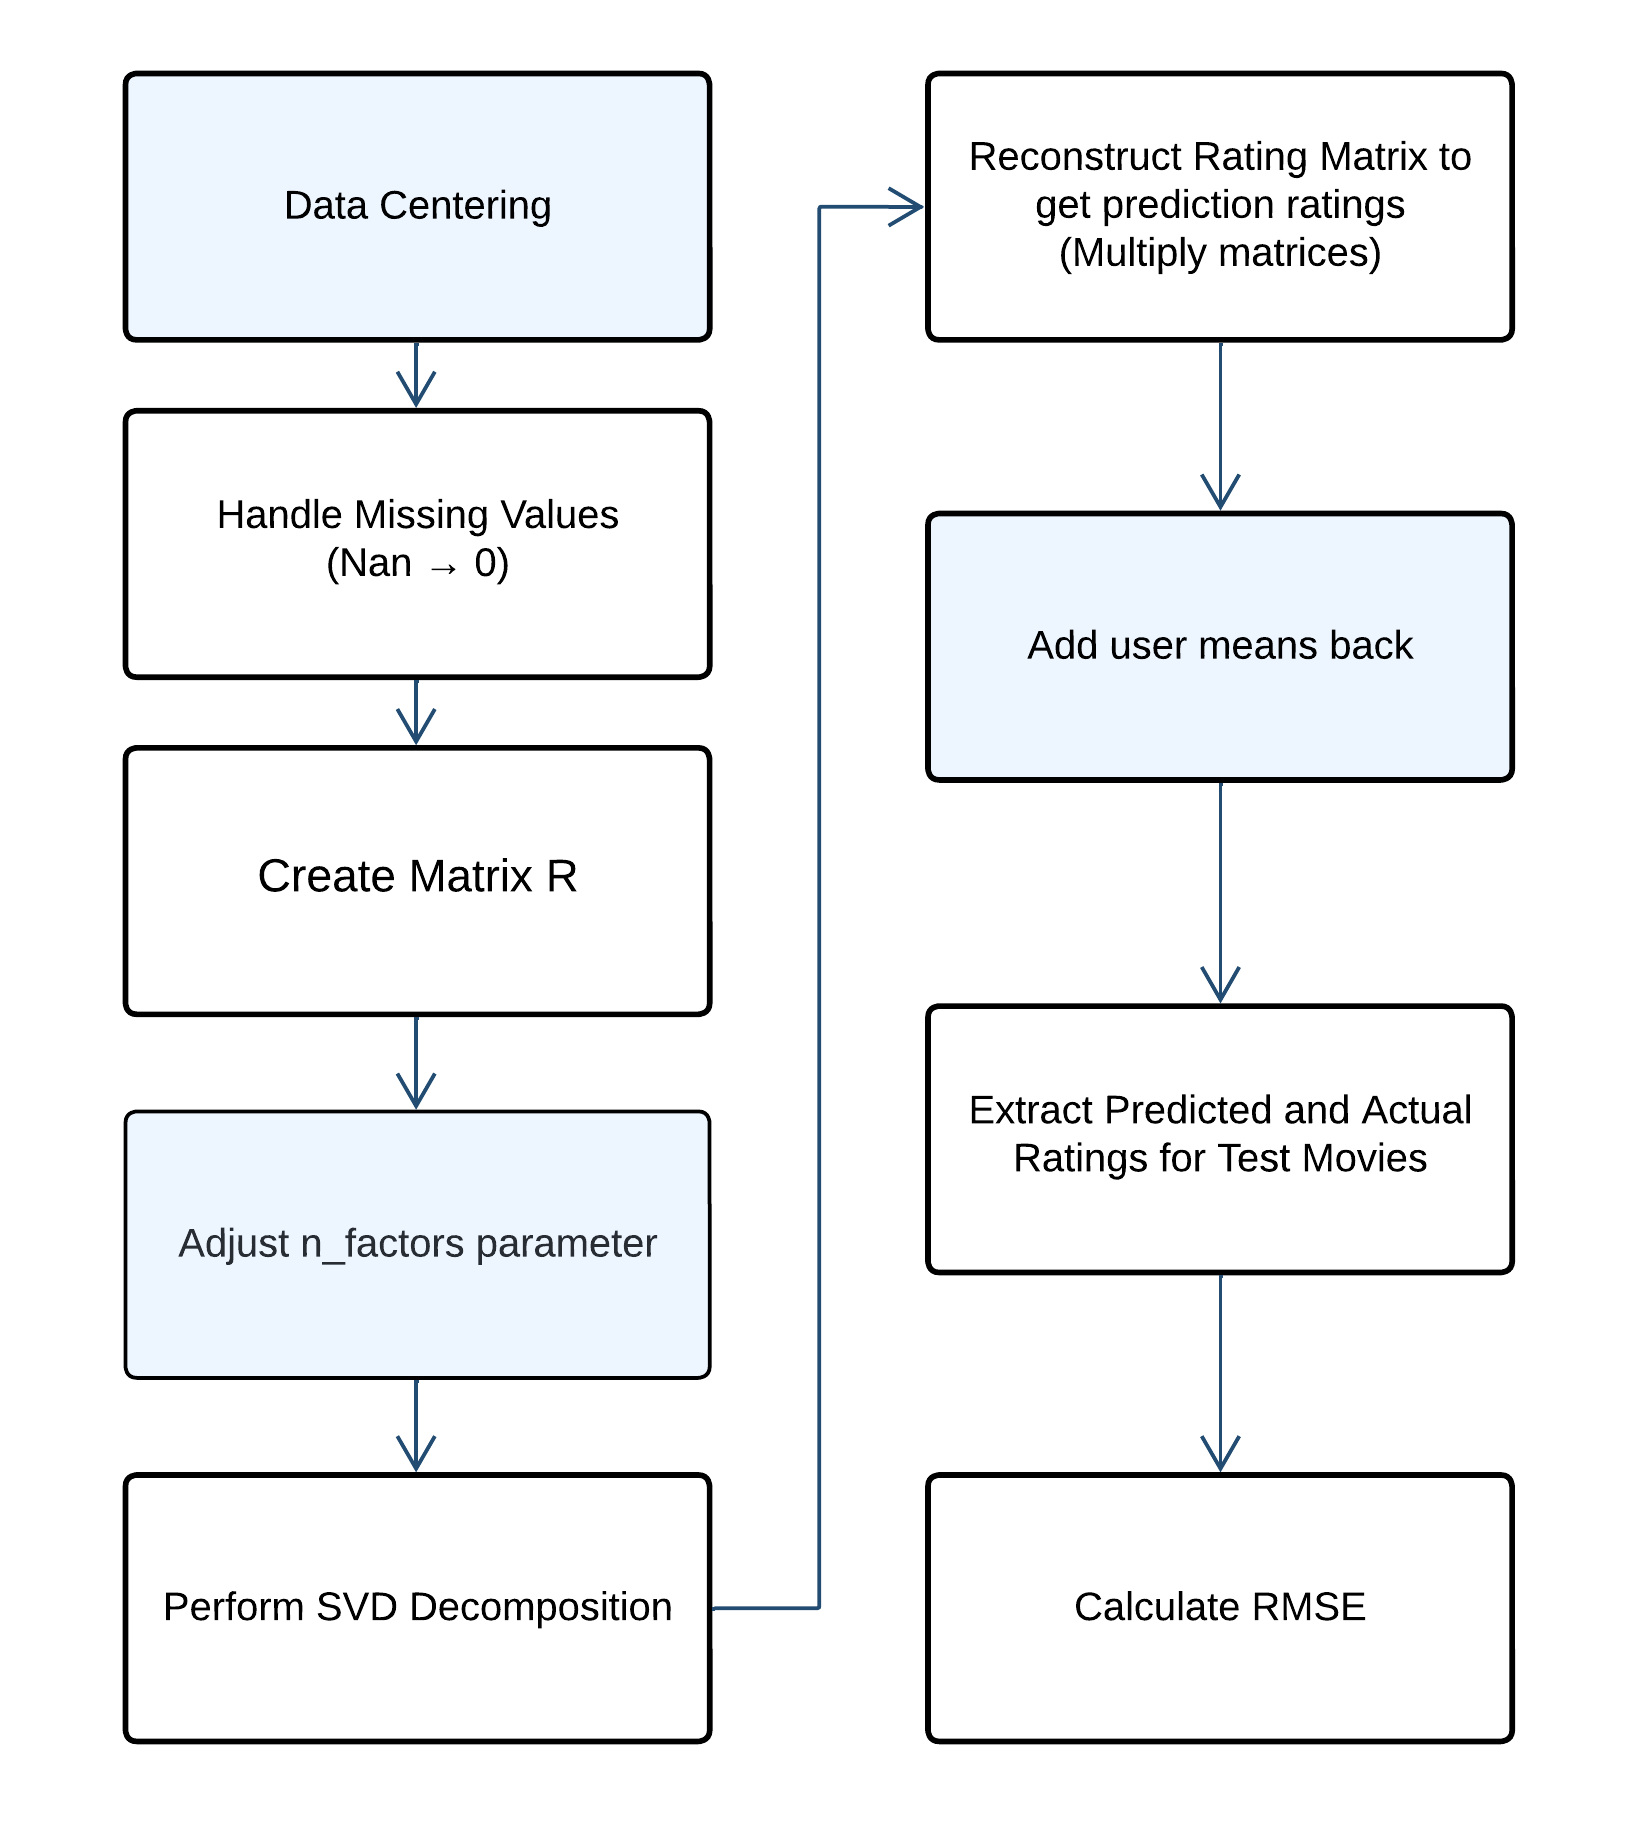 Data Centering
Handle Missing Values
(Nan → 0)
Create Matrix R
Adjust n_factors parameter
Perform SVD Decomposition
Reconstruct Rating Matrix to
get prediction ratings
(Multiply matrices)
Add user means back
Extract Predicted and Actual
Ratings for Test Movies
Calculate RMSE